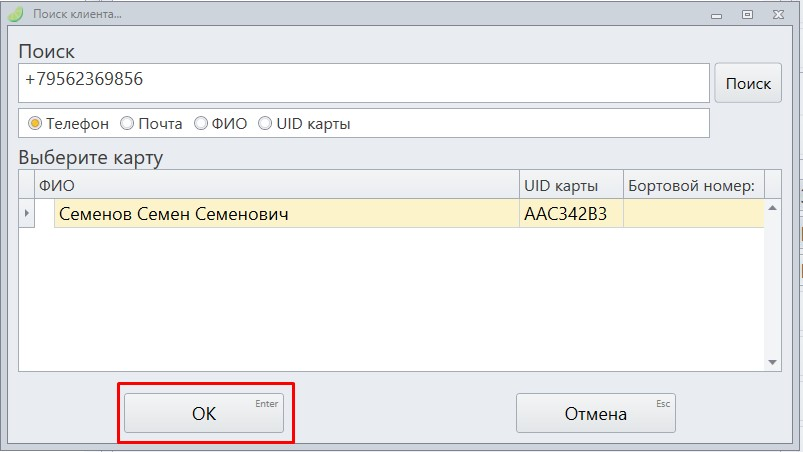 Поиск клиента...
Поиск
+79562369856
Поиск
Телефон Почта ФИО UID карты
Выберите карту
ФИО UID карты Бортовой номер:
Семенов Семен Семенович AAC342B3
OK Enter
Отмена Esc